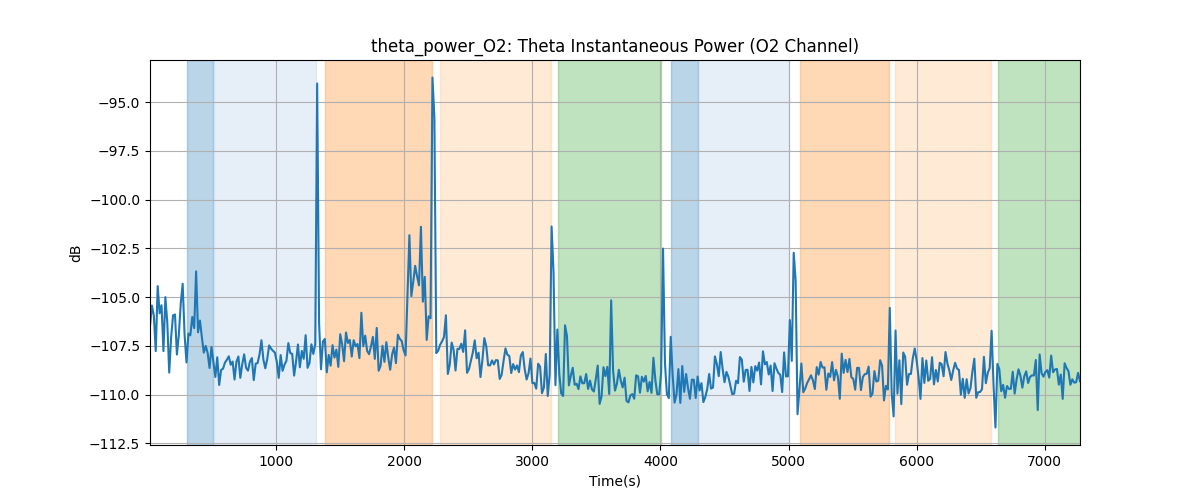 theta_power_O2: Theta Instantaneous Power (O2 Channel)
dB
−95.0
−97.5
−100.0
−102.5
−105.0
−107.5
−110.0
−112.5
1000 2000 3000 4000 5000 6000 7000
Time(s)